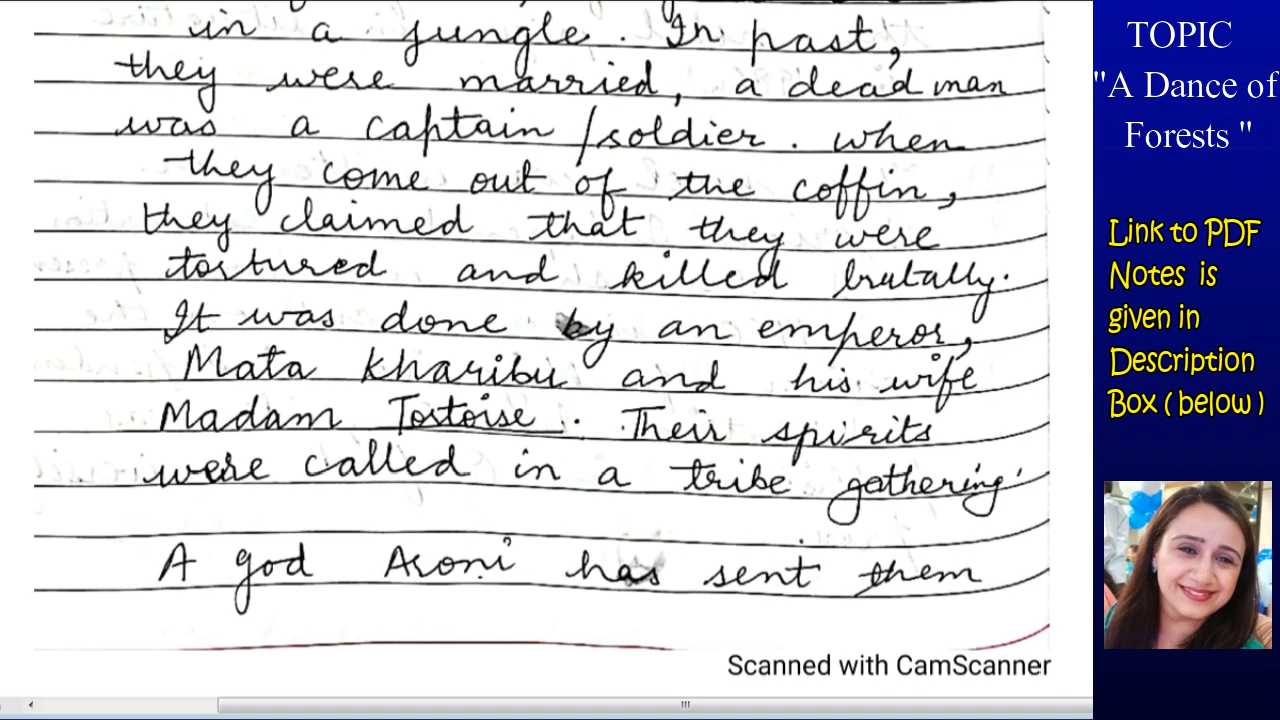 in a jungle. In past,
they were married, a dead man
was a captain/soldier. when
they come out of the coffin,
they claimed that they were
tortured and killed brutally.
It was done by an emperor,
Mata Kharibu and his wife
Madam Tortoise. Their spirits
were called in a tribe gathering.
A god Aroni has sent them
Scanned with CamScanner
TOPIC
"A Dance of
Forests "
Link to PDF
Notes is
given in
Description
Box ( below )